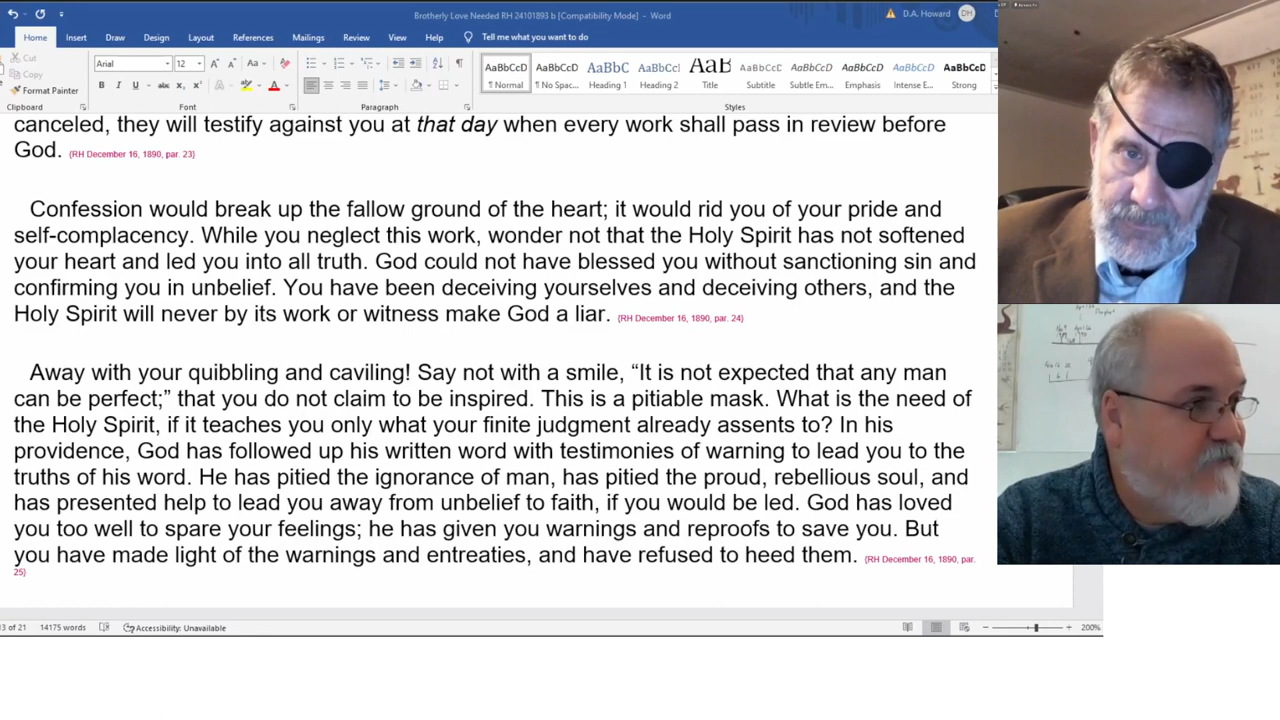 Brotherly Love Needed RH 24101893 b [Compatibility Mode] - Word
D.A. Howard DH
Home Insert Draw Design Layout References Mailings Review View Help Tell me what you want to do
Cut
Copy
Format Painter
Arial 12
Clipboard Font Paragraph Styles
AaBbCcD AaBbCcD AaBbC AaBbCc AaB AaBbCcD AaBbCcD AaBbCcD AaBbCcD AaBbCcD
Normal No Spac... Heading 1 Heading 2 Title Subtitle Subtle Em... Emphasis Intense E... Strong
canceled, they will testify against you at that day when every work shall pass in review before
God. {RH December 16, 1890, par. 23}
Confession would break up the fallow ground of the heart; it would rid you of your pride and
self-complacency. While you neglect this work, wonder not that the Holy Spirit has not softened
your heart and led you into all truth. God could not have blessed you without sanctioning sin and
confirming you in unbelief. You have been deceiving yourselves and deceiving others, and the
Holy Spirit will never by its work or witness make God a liar. {RH December 16, 1890, par. 24}
Away with your quibbling and caviling! Say not with a smile, “It is not expected that any man
can be perfect;” that you do not claim to be inspired. This is a pitiable mask. What is the need of
the Holy Spirit, if it teaches you only what your finite judgment already assents to? In his
providence, God has followed up his written word with testimonies of warning to lead you to the
truths of his word. He has pitied the ignorance of man, has pitied the proud, rebellious soul, and
has presented help to lead you away from unbelief to faith, if you would be led. God has loved
you too well to spare your feelings; he has given you warnings and reproofs to save you. But
you have made light of the warnings and entreaties, and have refused to heed them. {RH December 16, 1890, par.
25}
13 of 21 14175 words Accessibility: Unavailable 200%